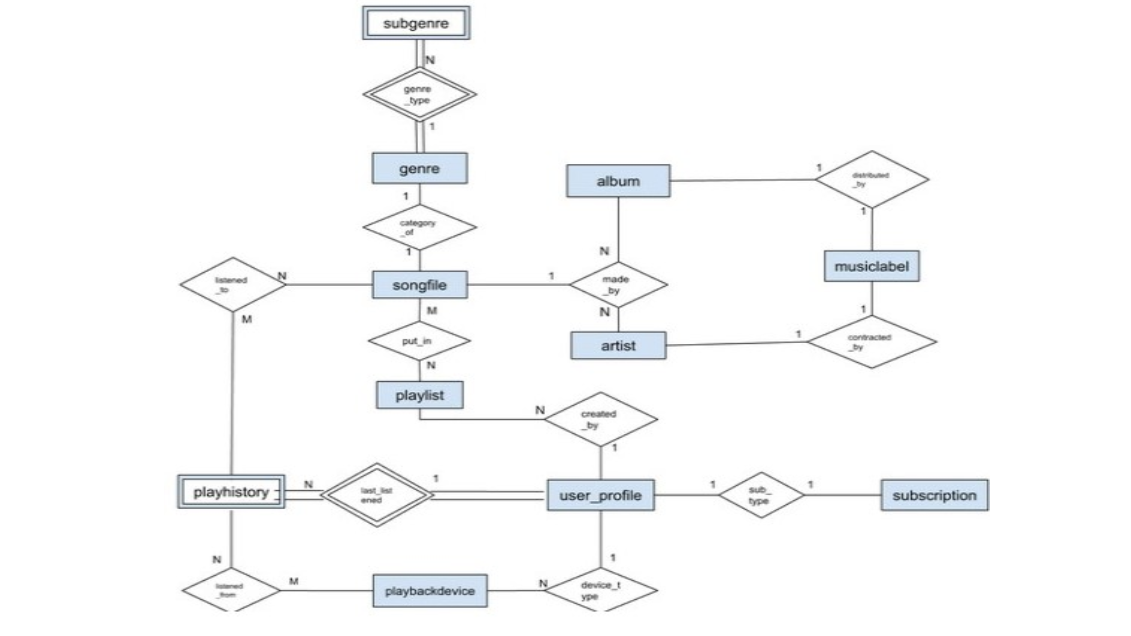 subgenre
N
genre
_type
1
genre
1
category
_of
1
album
1
distributed
_by
1
listened
_to
N
M
songfile
1
N
made
_by
N
musiclabel
M
put_in
N
artist
1
1
contracted
_by
playlist
N
created
_by
1
playhistory
N
last_list
ened
1
user_profile
1
sub_
type
1
subscription
N
listened
_from
M
playbackdevice
N
1
device_t
ype